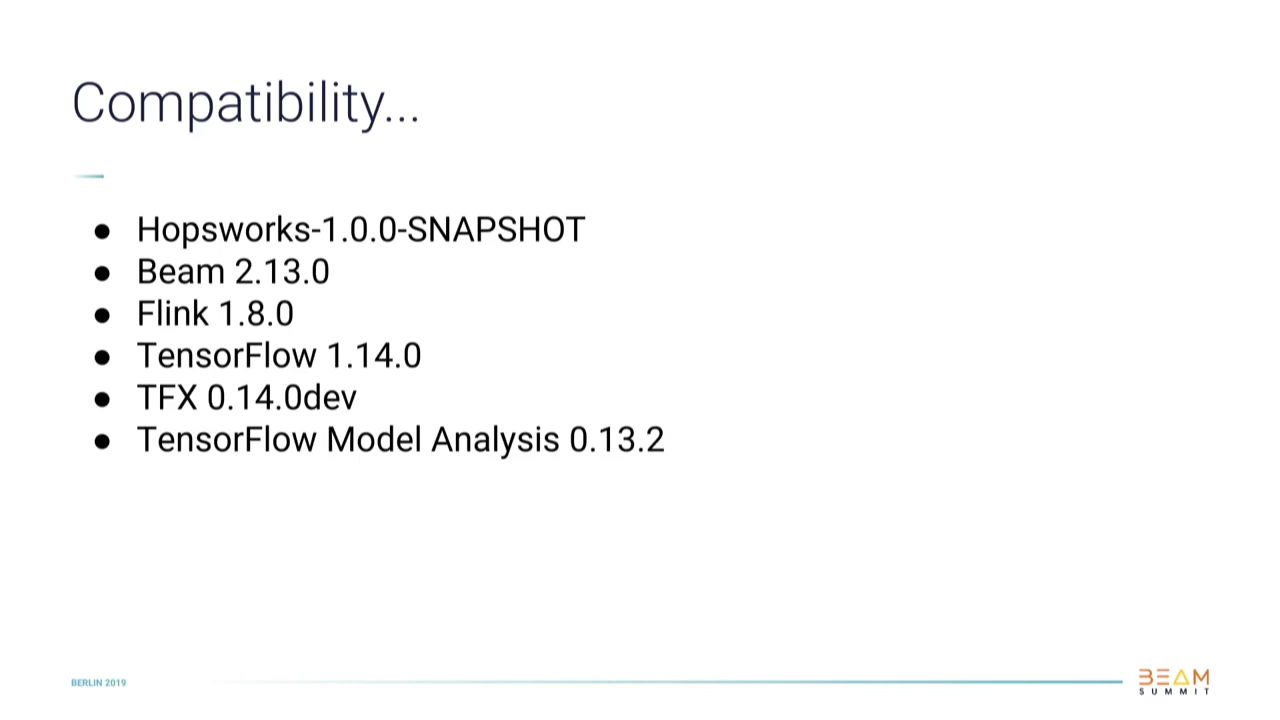 Compatibility...
● Hopsworks-1.0.0-SNAPSHOT
● Beam 2.13.0
● Flink 1.8.0
● TensorFlow 1.14.0
● TFX 0.14.0dev
● TensorFlow Model Analysis 0.13.2
BERLIN 2019
BEAM
SUMMIT